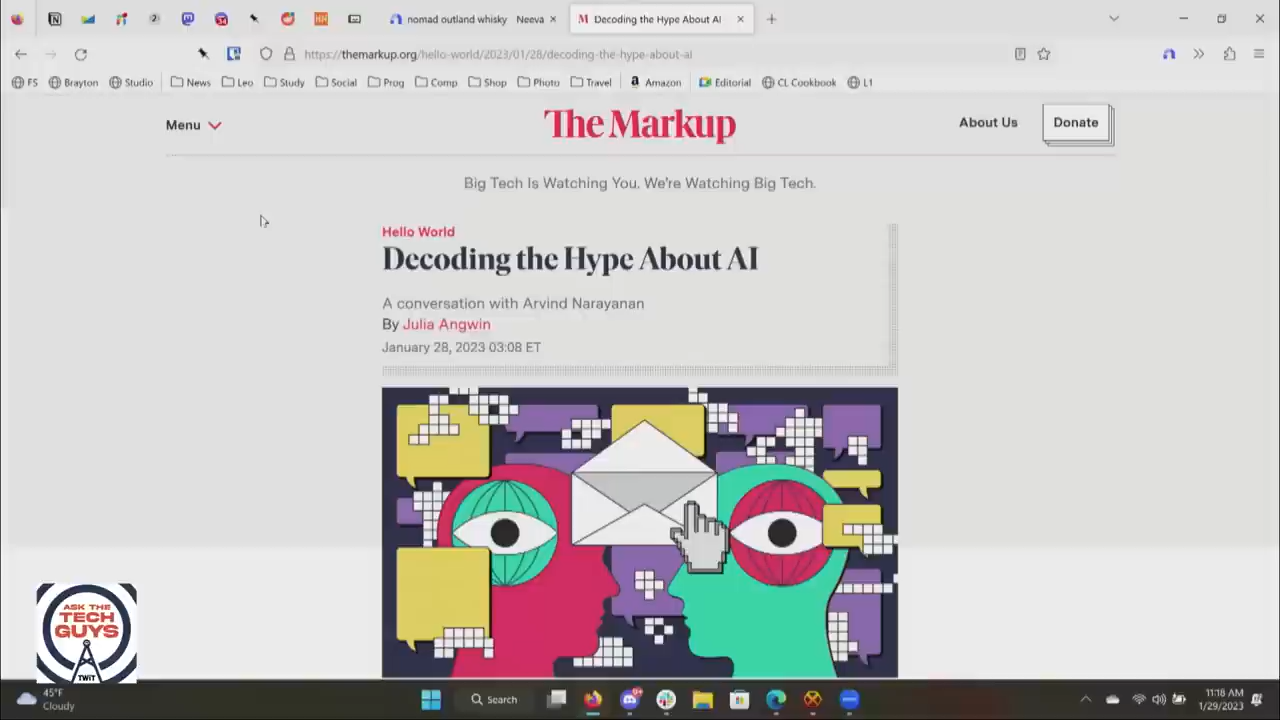 nomad outland whisky Neeva
Decoding the Hype About AI
https://themarkup.org/hello-world/2023/01/28/decoding-the-hype-about-ai
FS Brayton Studio News Leo Study Social Prog Comp Shop Photo Travel Amazon Editorial CL Cookbook L1
Menu
The Markup
About Us
Donate
Big Tech Is Watching You. We're Watching Big Tech.
Hello World
Decoding the Hype About AI
A conversation with Arvind Narayanan
By Julia Angwin
January 28, 2023 03:08 ET
ASK THE
TECH
GUYS
TWiT
45°F
Cloudy
Search
11:18 AM
1/29/2023